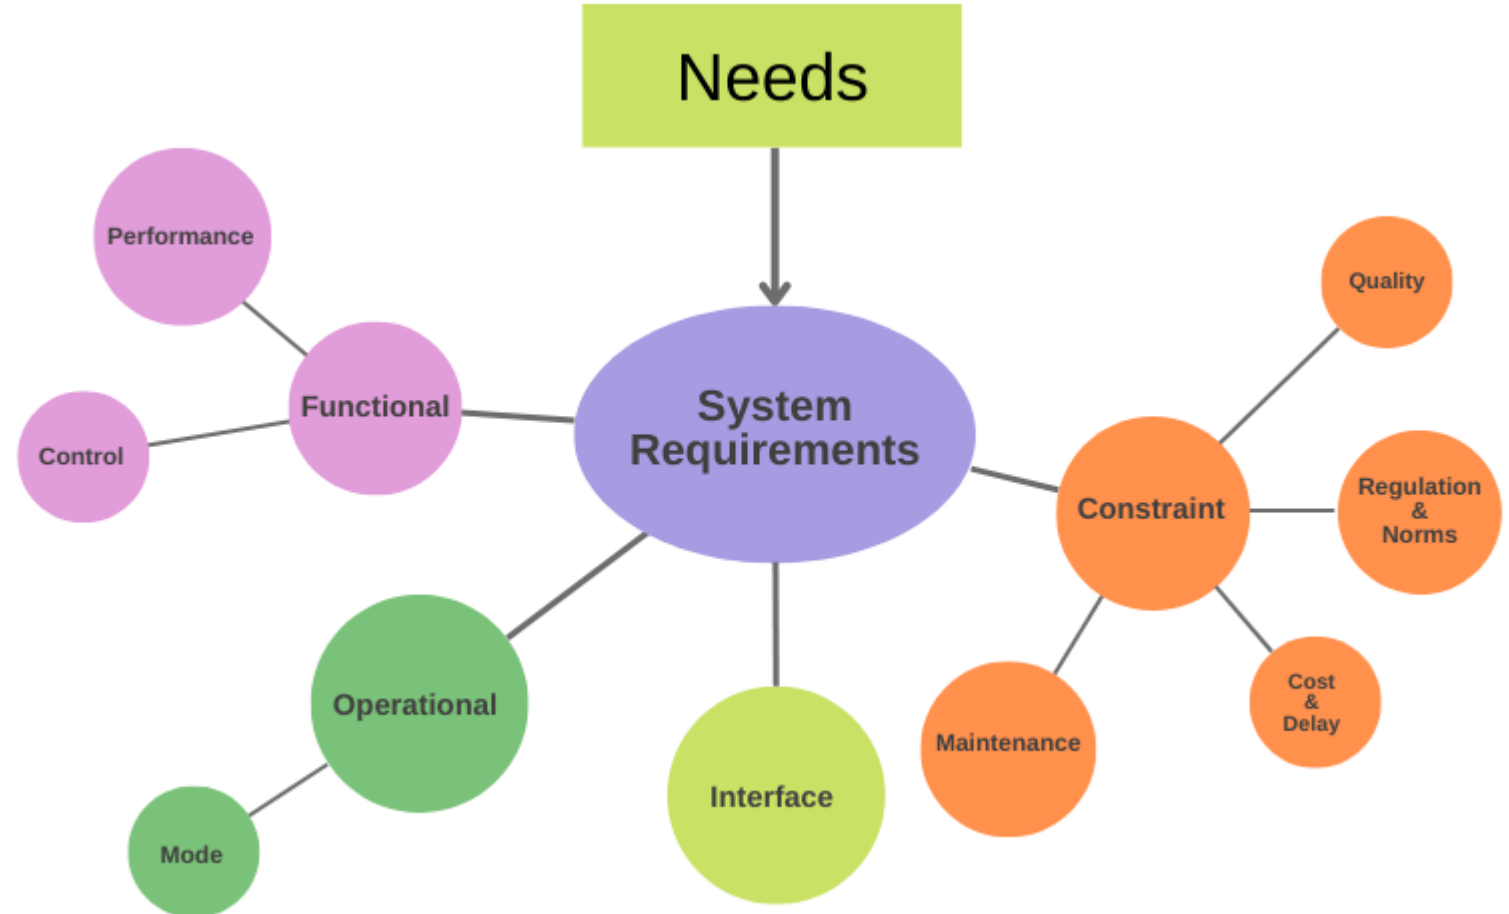 Needs
Performance
Quality
System
Requirements
Functional
Control
Constraint
Regulation
&
Norms
Operational
Maintenance
Cost
&
Delay
Interface
Mode